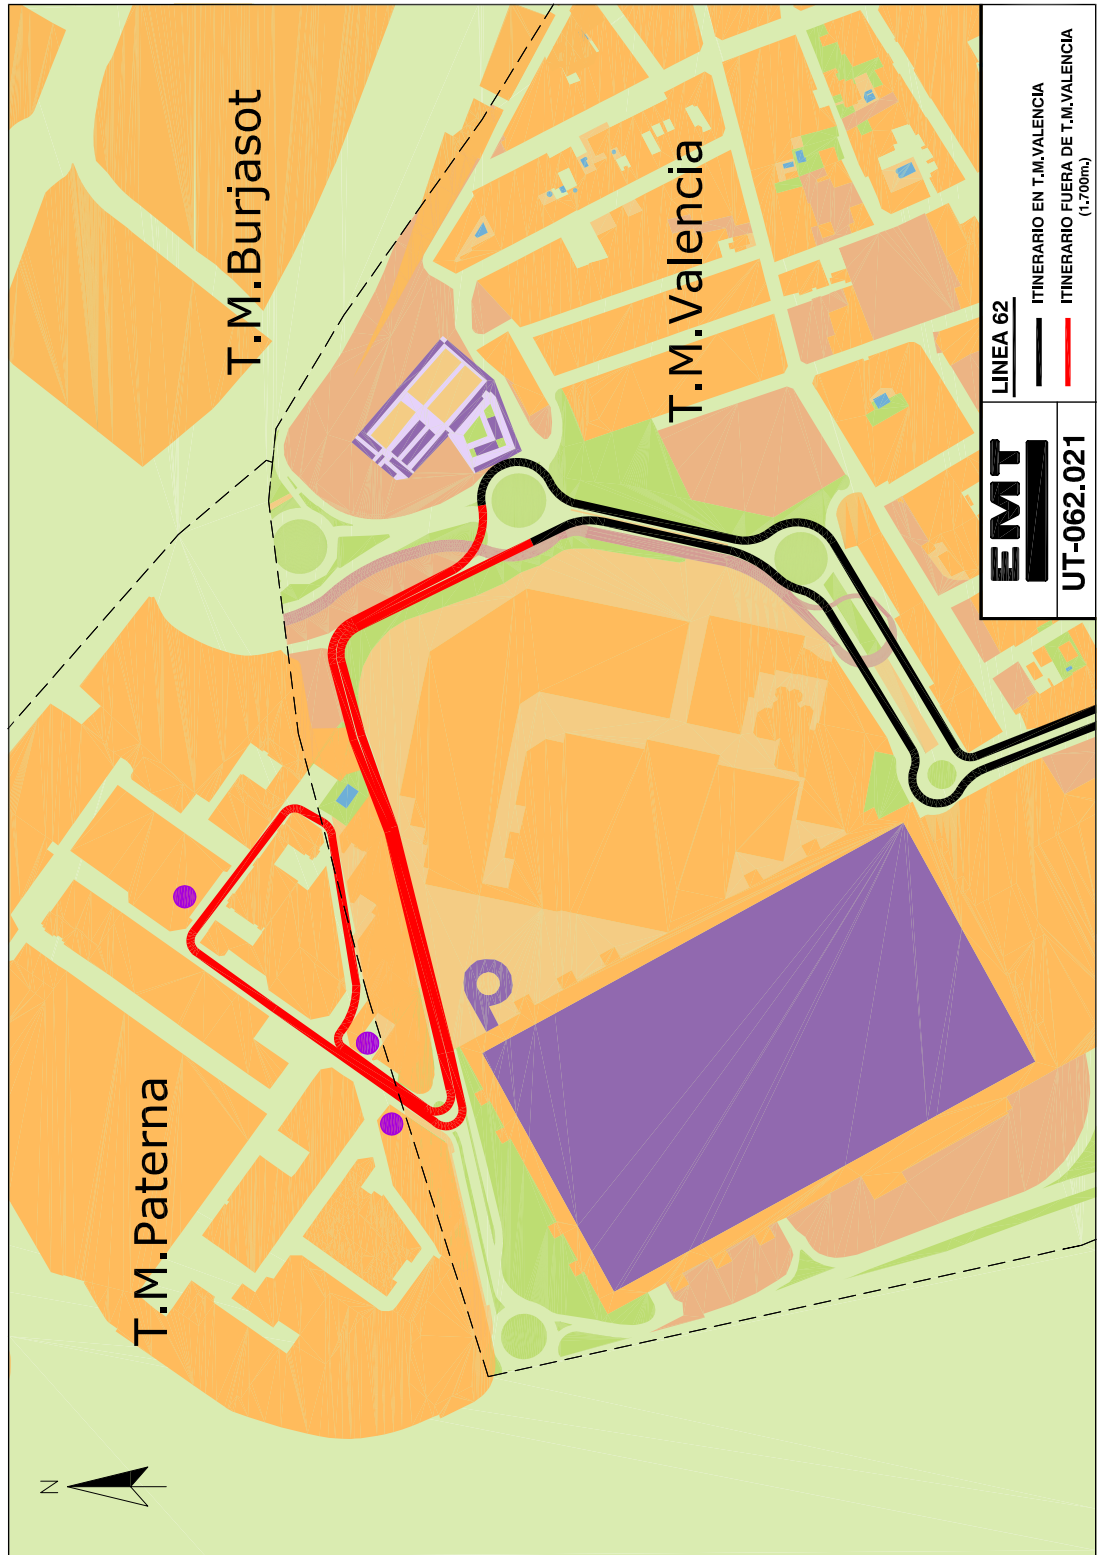 T.M.Burjasot
T.M.Valencia
T.M.Paterna
N
LINEA 62
ITINERARIO EN T.M.VALENCIA
ITINERARIO FUERA DE T.M.VALENCIA
(1.700m.)
EMT
UT-062.021